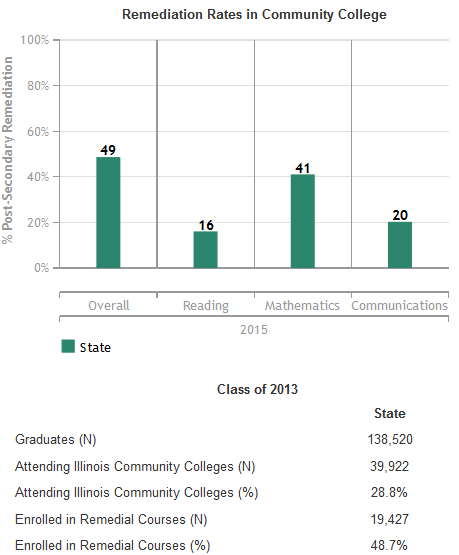 Remediation Rates in Community College
% Post-Secondary Remediation
100%
80%
60%
40%
20%
0%
49
16
41
20
Overall Reading Mathematics Communications
2015
State
Class of 2013
State
Graduates (N) 138,520
Attending Illinois Community Colleges (N) 39,922
Attending Illinois Community Colleges (%) 28.8%
Enrolled in Remedial Courses (N) 19,427
Enrolled in Remedial Courses (%) 48.7%